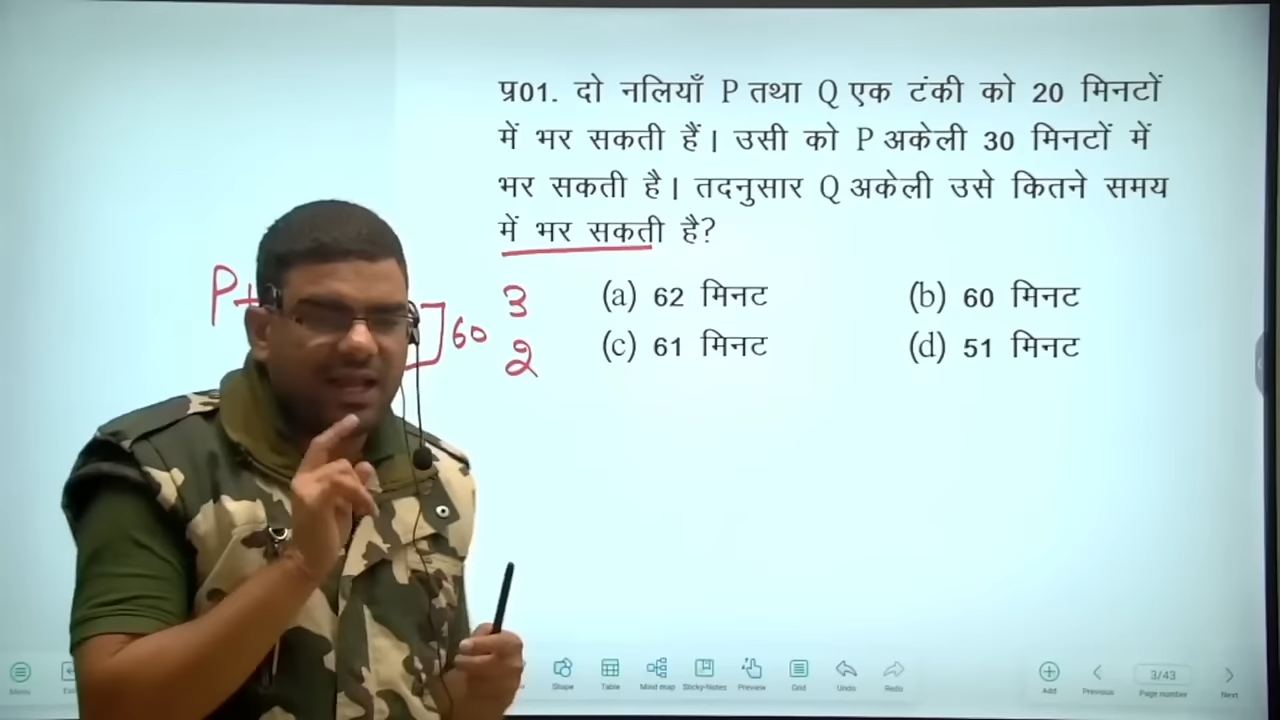 प्र01. दो नलियाँ P तथा Q एक टंकी को 20 मिनटों
में भर सकती हैं। उसी को P अकेली 30 मिनटों में
भर सकती है। तदनुसार Q अकेली उसे कितने समय
में भर सकती है?
(a) 62 मिनट (b) 60 मिनट
(c) 61 मिनट (d) 51 मिनट
P+
60
3
2
Menu
Shape Table Mind map Sticky-Notes Preview Grid Undo Redo
Add Previous 3/43 Page number Next